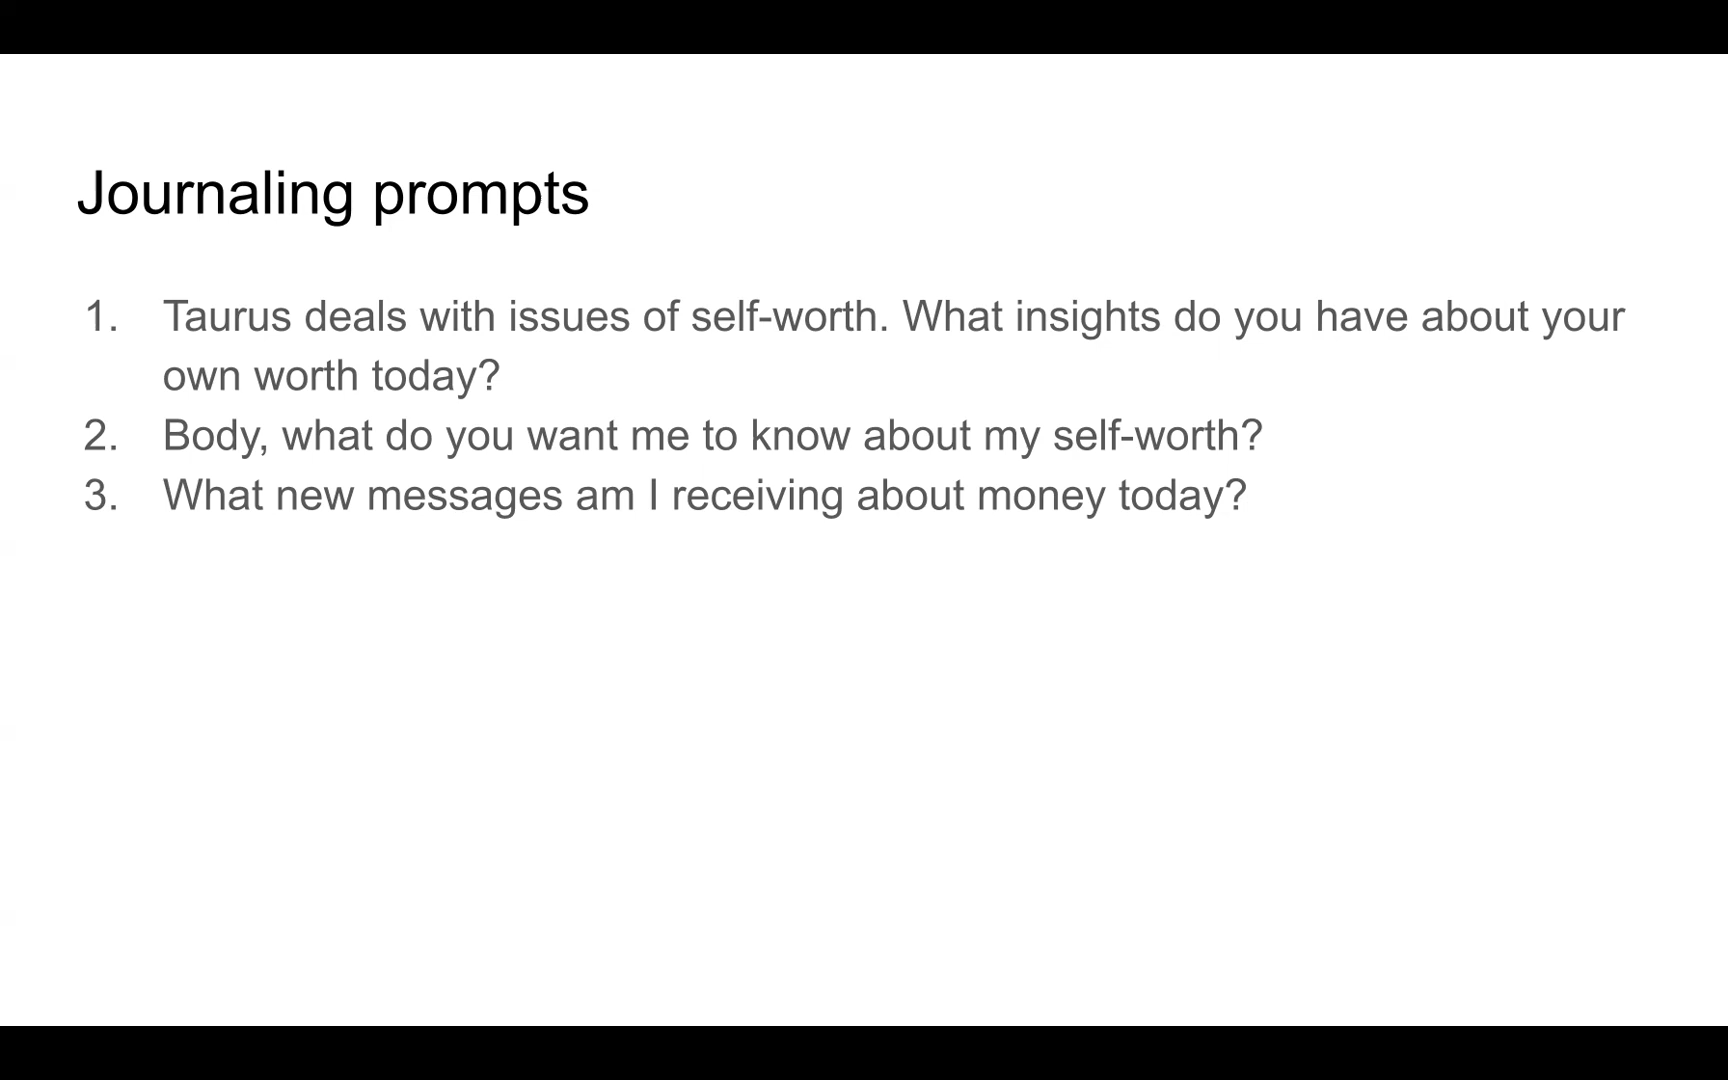 Journaling prompts
1. Taurus deals with issues of self-worth. What insights do you have about your
own worth today?
2. Body, what do you want me to know about my self-worth?
3. What new messages am I receiving about money today?